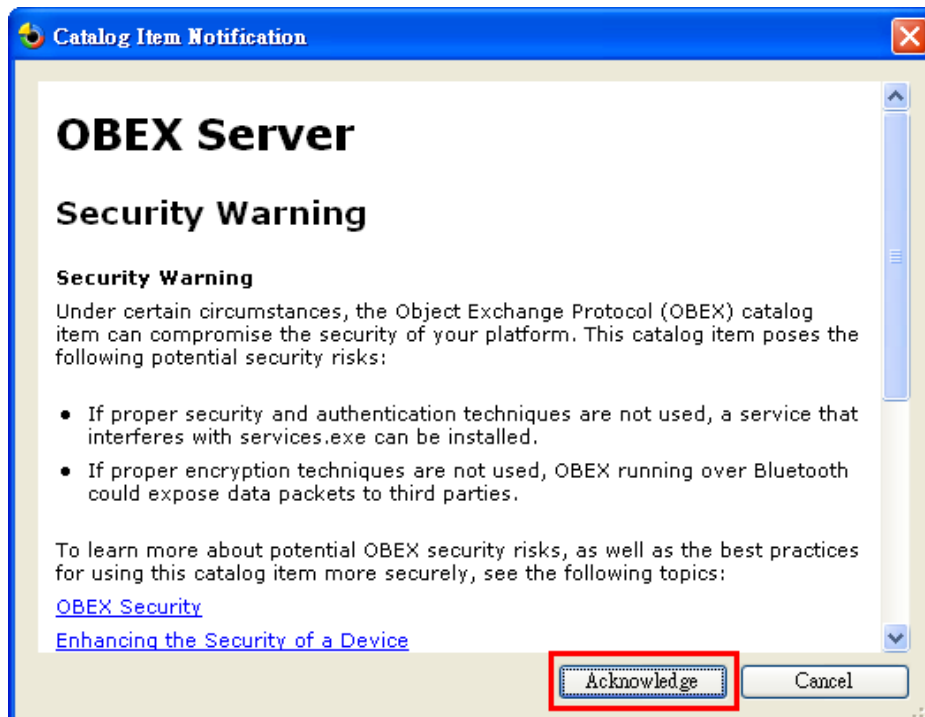 Catalog Item Notification
OBEX Server
Security Warning
Security Warning
Under certain circumstances, the Object Exchange Protocol (OBEX) catalog
item can compromise the security of your platform. This catalog item poses the
following potential security risks:
● If proper security and authentication techniques are not used, a service that
interferes with services.exe can be installed.
● If proper encryption techniques are not used, OBEX running over Bluetooth
could expose data packets to third parties.
To learn more about potential OBEX security risks, as well as the best practices
for using this catalog item more securely, see the following topics:
OBEX Security
Enhancing the Security of a Device
Acknowledge Cancel